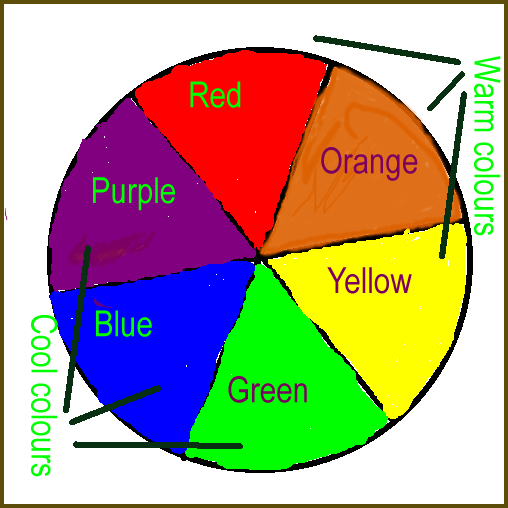 Red
Orange
Purple
Yellow
Blue
Green
Warm colours
Cool colours